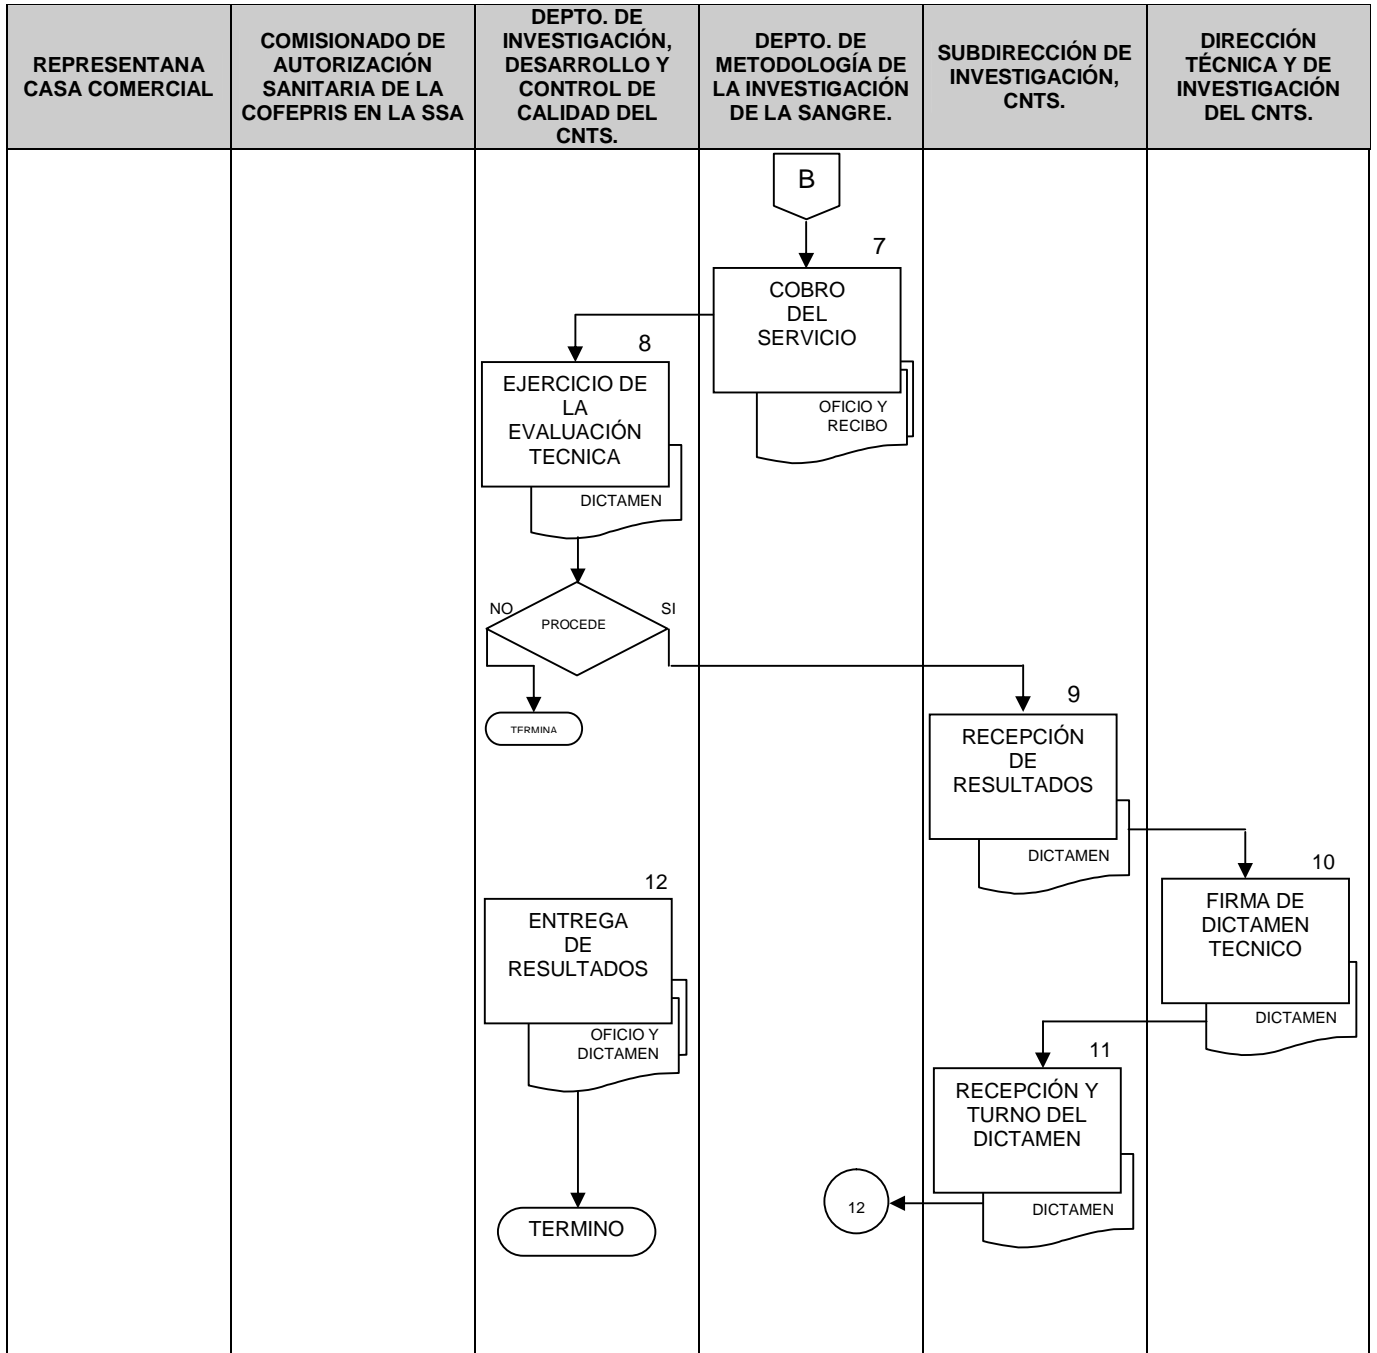 REPRESENTANA
CASA COMERCIAL
COMISIONADO DE
AUTORIZACIÓN
SANITARIA DE LA
COFEPRIS EN LA SSA
DEPTO. DE
INVESTIGACIÓN,
DESARROLLO Y
CONTROL DE
CALIDAD DEL
CNTS.
DEPTO. DE
METODOLOGÍA DE
LA INVESTIGACIÓN
DE LA SANGRE.
SUBDIRECCIÓN DE
INVESTIGACIÓN,
CNTS.
DIRECCIÓN
TÉCNICA Y DE
INVESTIGACIÓN
DEL CNTS.
B
7
COBRO
DEL
SERVICIO
OFICIO Y
RECIBO
8
EJERCICIO DE
LA
EVALUACIÓN
TECNICA
DICTAMEN
NO
PROCEDE
SI
TERMINA
9
RECEPCIÓN
DE
RESULTADOS
DICTAMEN
10
FIRMA DE
DICTAMEN
TECNICO
DICTAMEN
11
RECEPCIÓN Y
TURNO DEL
DICTAMEN
DICTAMEN
12
12
ENTREGA
DE
RESULTADOS
OFICIO Y
DICTAMEN
TERMINO